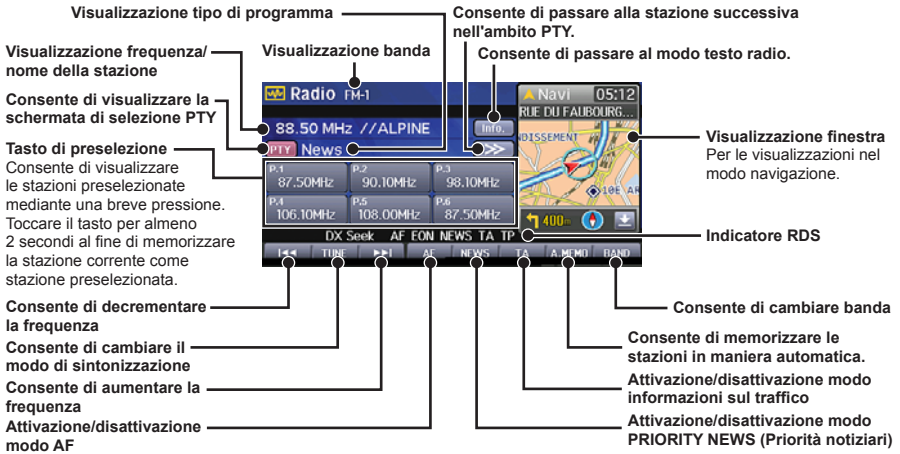 Visualizzazione tipo di programma
Consente di passare alla stazione successiva
nell'ambito PTY.
Visualizzazione frequenza/
nome della stazione
Visualizzazione banda
Consente di passare al modo testo radio.
Consente di visualizzare la
schermata di selezione PTY
Tasto di preselezione
Consente di visualizzare
le stazioni preselezionate
mediante una breve pressione.
Toccare il tasto per almeno
2 secondi al fine di memorizzare
la stazione corrente come
stazione preselezionata.
Radio FM-1
88.50 MHz //ALPINE
Info.
PTY News
P.1
87.50MHz
P.2
90.10MHz
P.3
98.10MHz
P.4
106.10MHz
P.5
108.00MHz
P.6
87.50MHz
DX Seek AF EON NEWS TA TP
TUNE
AF
NEWS
TA
A.MEMO
BAND
Navi 05:12
RUE DU FAUBOURG...
DISSEMENT
10E AR
400m
Visualizzazione finestra
Per le visualizzazioni nel
modo navigazione.
Indicatore RDS
Consente di decrementare
la frequenza
Consente di cambiare il
modo di sintonizzazione
Consente di aumentare la
frequenza
Attivazione/disattivazione
modo AF
Consente di cambiare banda
Consente di memorizzare le
stazioni in maniera automatica.
Attivazione/disattivazione modo
informazioni sul traffico
Attivazione/disattivazione modo
PRIORITY NEWS (Priorità notiziari)